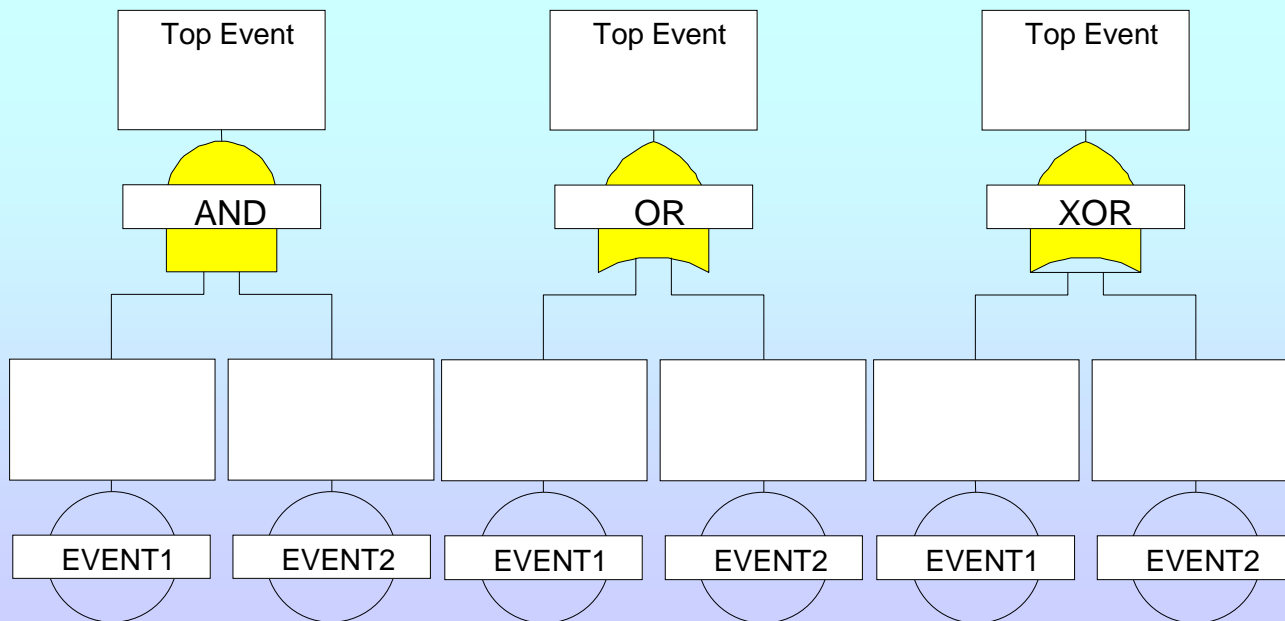 Top Event
Top Event
Top Event
AND
OR
XOR
EVENT1
EVENT2
EVENT1
EVENT2
EVENT1
EVENT2